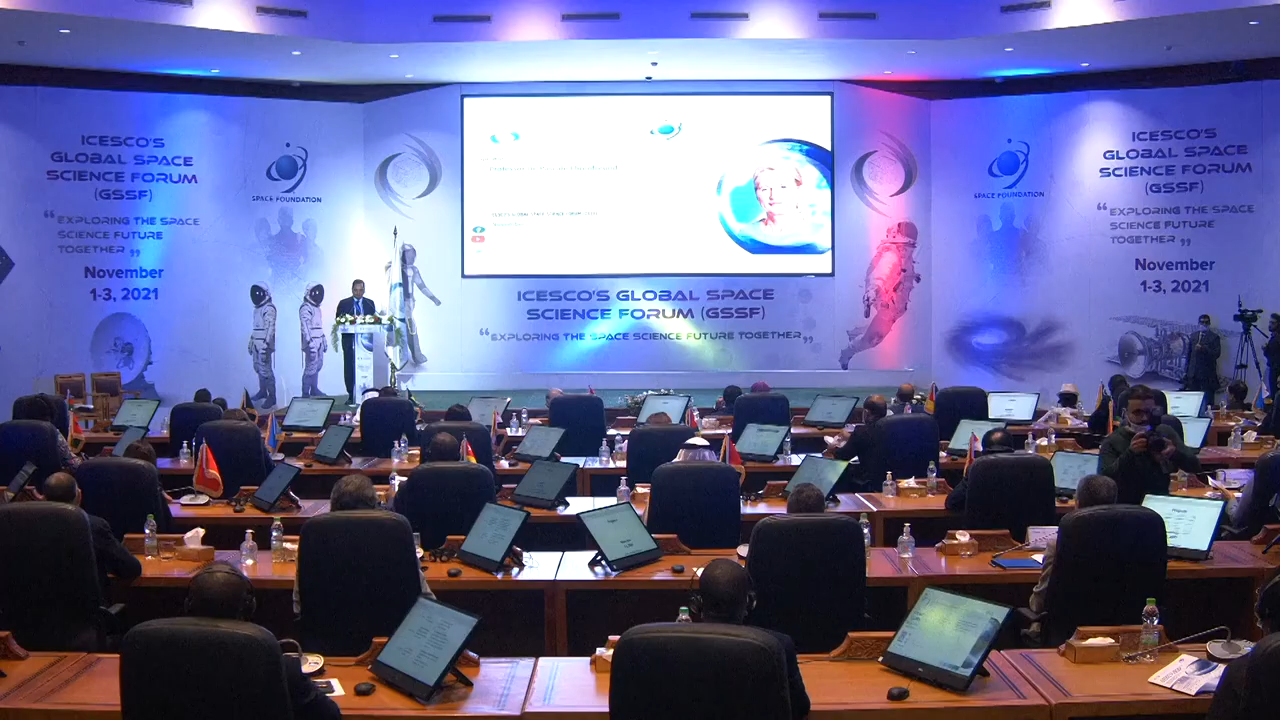 ICESCO'S
GLOBAL SPACE
SCIENCE FORUM
(GSSF)
“EXPLORING THE SPACE
SCIENCE FUTURE
TOGETHER”
November
1-3, 2021
SPACE FOUNDATION
ICESCO'S GLOBAL SPACE
SCIENCE FORUM (GSSF)
“EXPLORING THE SPACE SCIENCE FUTURE TOGETHER”
SPACE FOUNDATION
ICESCO'S
GLOBAL SPACE
SCIENCE FORUM
(GSSF)
“EXPLORING THE SPACE
SCIENCE FUTURE
TOGETHER”
November
1-3, 2021